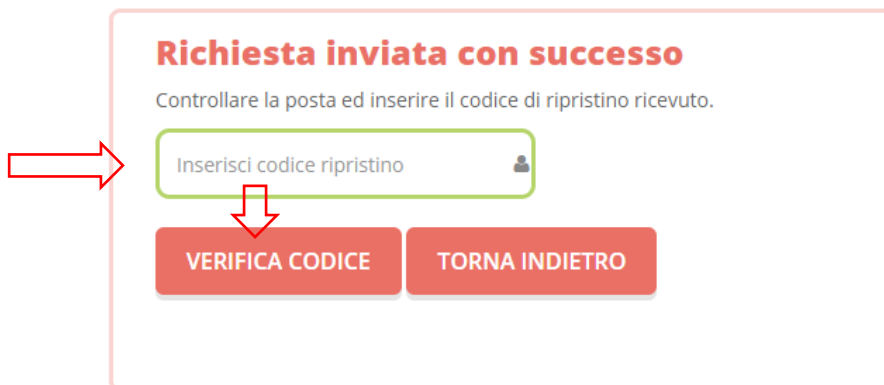 Richiesta inviata con successo
Controllare la posta ed inserire il codice di ripristino ricevuto.
Inserisci codice ripristino
VERIFICA CODICE TORNA INDIETRO